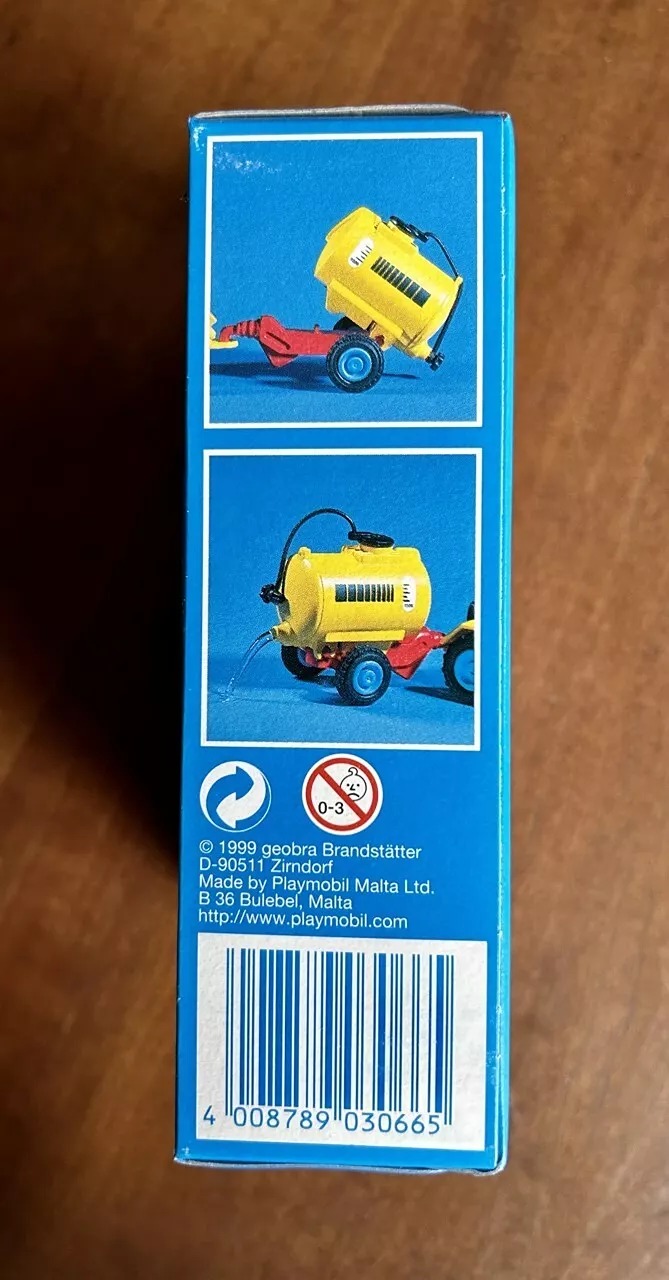 0-3
© 1999 geobra Brandstätter
D-90511 Zirndorf
Made by Playmobil Malta Ltd.
B 36 Bulebel, Malta
http://www.playmobil.com
4 008789 030665